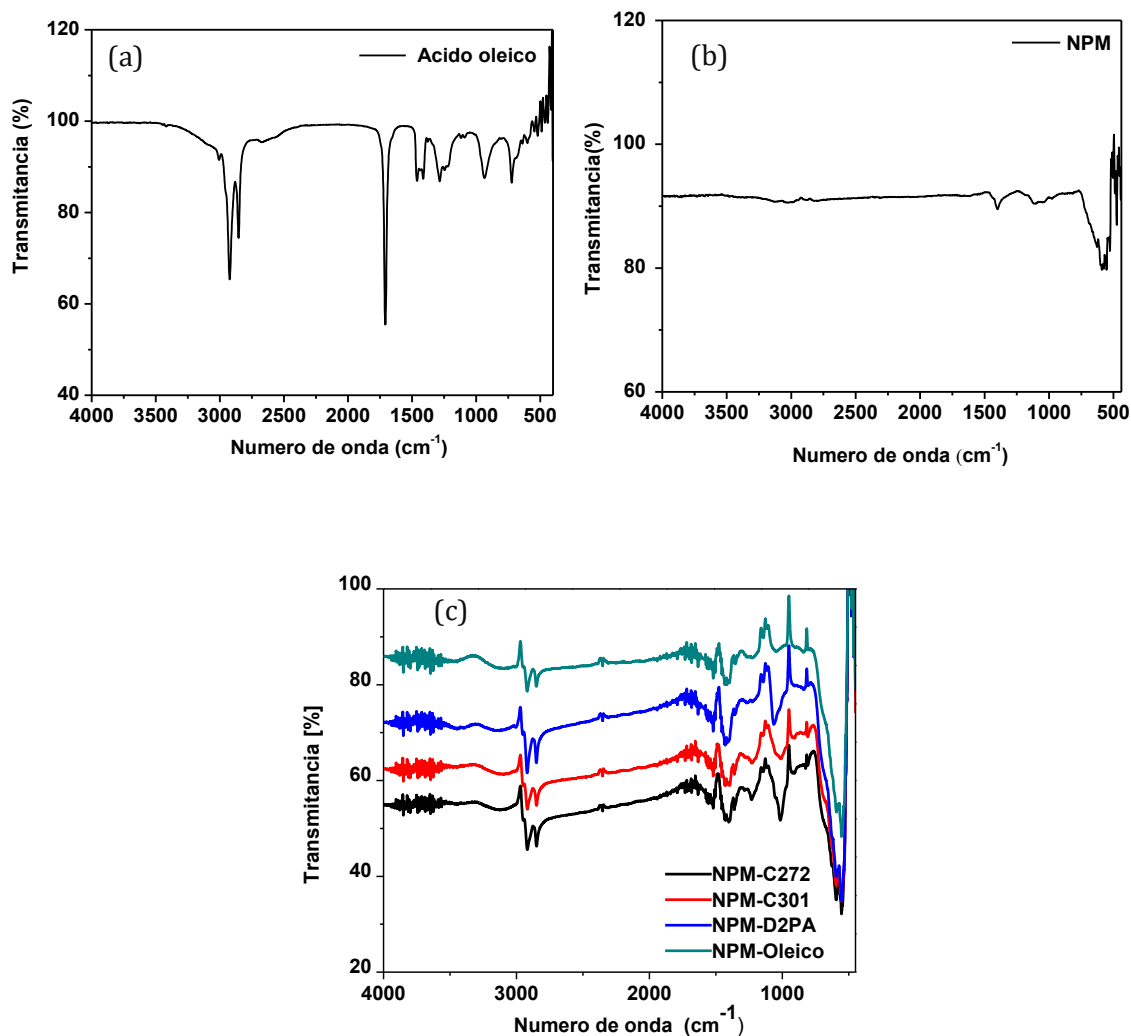 (a)
Acido oleico
120
100
80
60
40
Transmitancia (%)
4000 3500 3000 2500 2000 1500 1000 500
Numero de onda (cm-1)
(b)
NPM
120
100
80
60
Transmitancia(%)
4000 3500 3000 2500 2000 1500 1000 500
Numero de onda (cm-1)
(c)
100
80
60
40
20
Transmitancia [%]
NPM-C272
NPM-C301
NPM-D2PA
NPM-Oleico
4000 3000 2000 1000
Numero de onda (cm-1)